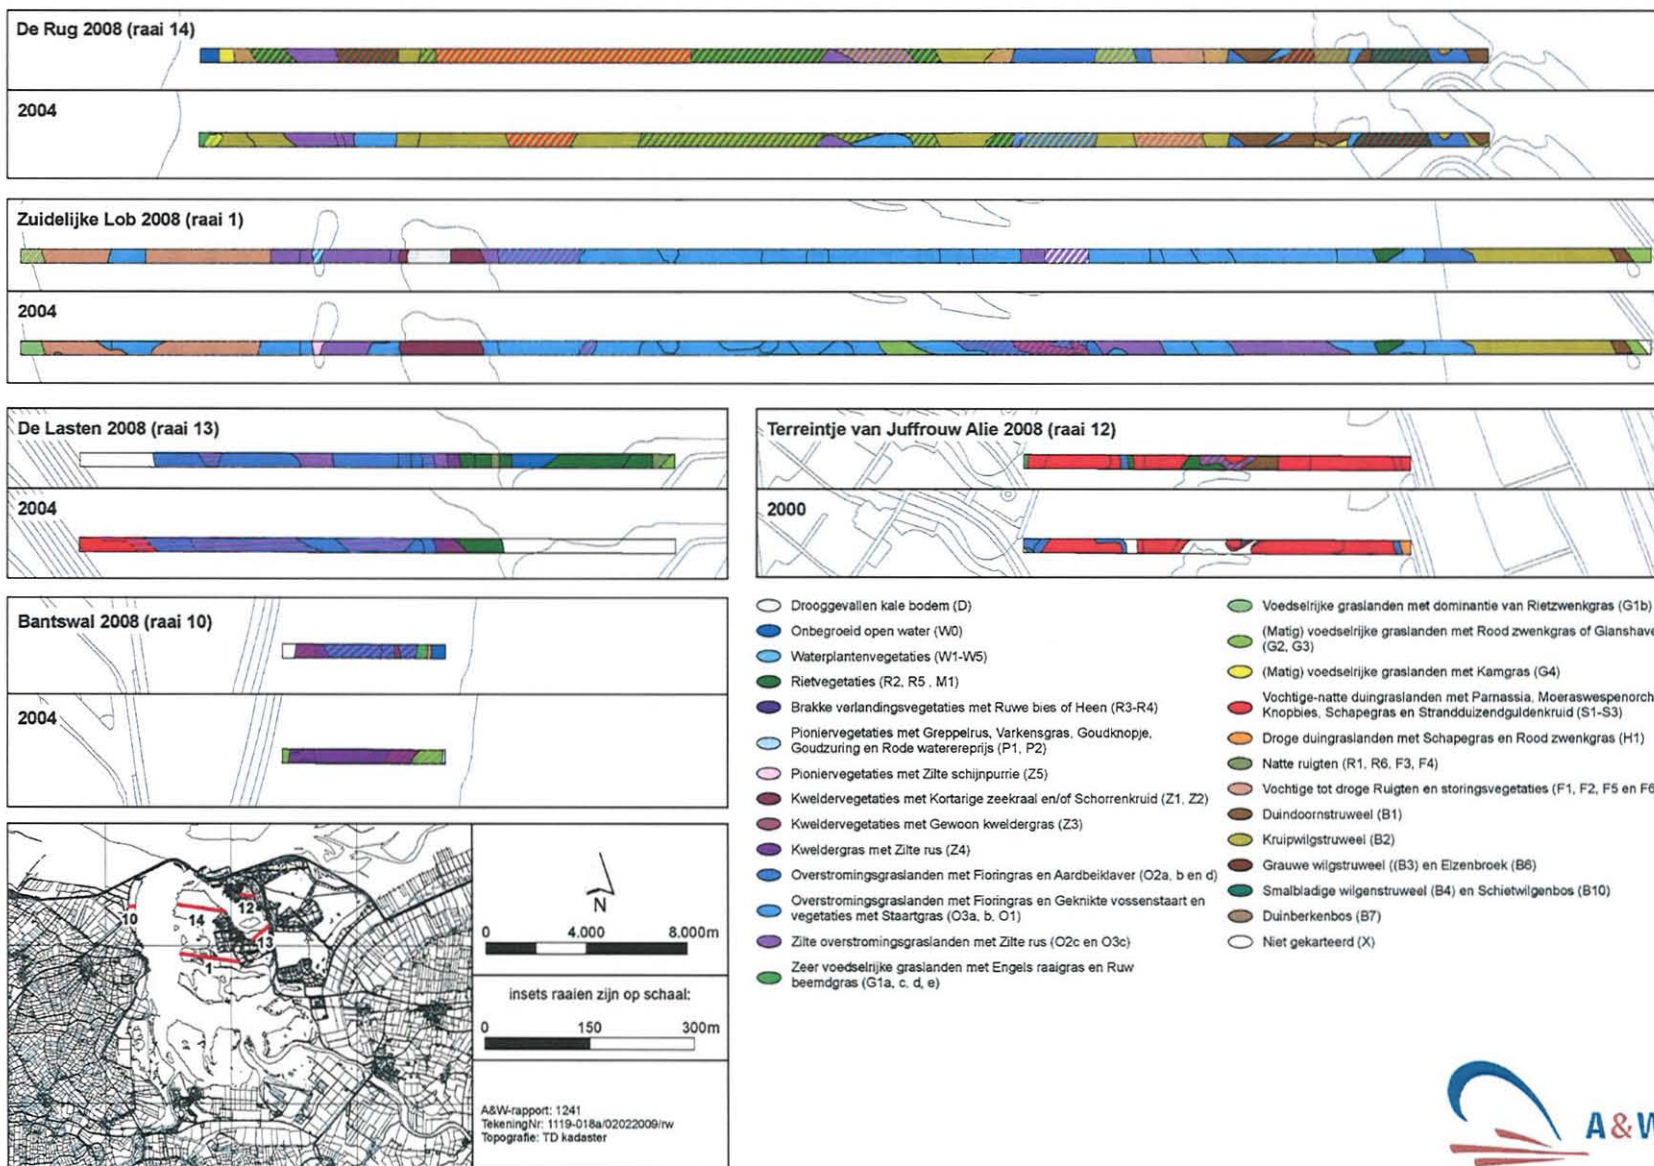 De Rug 2008 (raai 14)
2004
Zuidelijke Lob 2008 (raai 1)
2004
De Lasten 2008 (raai 13)
2004
Terreintje van Juffrouw Alie 2008 (raai 12)
2000
Bantswal 2008 (raai 10)
2004
Drooggevallen kale bodem (D)
Onbegroeid open water (W0)
Waterplantenvegetaties (W1-W5)
Rietvegetaties (R2, R5 , M1)
Brakke verlandingsvegetaties met Ruwe bies of Heen (R3-R4)
Pioniervegetaties met Greppelrus, Varkensgras, Goudknopje,
Goudzuring en Rode waterereprijs (P1, P2)
Pioniervegetaties met Zilte schijnpurrie (Z5)
Kweldervegetaties met Kortarige zeekraal en/of Schorrenkruid (Z1, Z2)
Kweldervegetaties met Gewoon kweldergras (Z3)
Kweldergras met Zilte rus (Z4)
Overstromingsgraslanden met Fioringras en Aardbeiklaver (O2a, b en d)
Overstromingsgraslanden met Fioringras en Geknikte vossenstaart en
vegetaties met Staartgras (O3a, b, O1)
Zilte overstromingsgraslanden met Zilte rus (O2c en O3c)
Zeer voedselrijke graslanden met Engels raaigras en Ruw
beemdgras (G1a, c, d, e)
Voedselrijke graslanden met dominantie van Rietzwenkgras (G1b)
(Matig) voedselrijke graslanden met Rood zwenkgras of Glanshave
(G2, G3)
(Matig) voedselrijke graslanden met Kamgras (G4)
Vochtige-natte duingraslanden met Parnassia, Moeraswespenorch
Knopbies, Schapegras en Strandduizendguldenkruid (S1-S3)
Droge duingraslanden met Schapegras en Rood zwenkgras (H1)
Natte ruigten (R1, R6, F3, F4)
Vochtige tot droge Ruigten en storingsvegetaties (F1, F2, F5 en F6
Duindoornstruweel (B1)
Kruipwilgstruweel (B2)
Grauwe wilgstruweel ((B3) en Elzenbroek (B6)
Smalbladige wilgenstruweel (B4) en Schietwilgenbos (B10)
Duinberkenbos (B7)
Niet gekarteerd (X)
10
14
12
13
1
N
0 4.000 8.000m
insets raaien zijn op schaal:
0 150 300m
A&W-rapport: 1241
TekeningNr: 1119-018a/02022009/rw
Topografie: TD kadaster
A&W